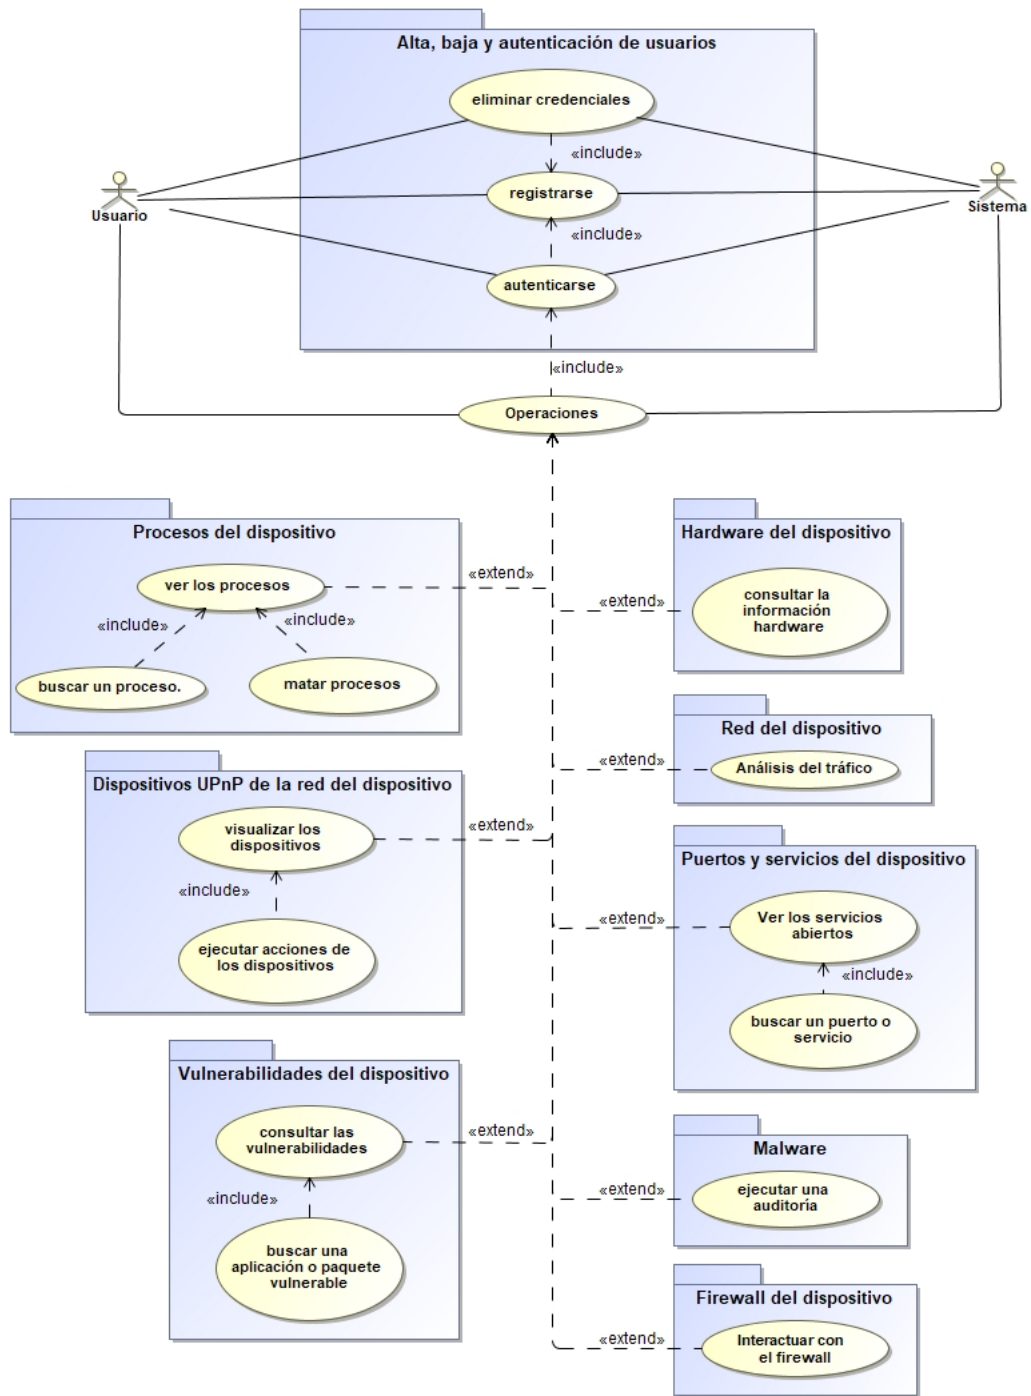 Alta, baja y autenticación de usuarios
eliminar credenciales
«include»
registrarse
Usuario
Sistema
«include»
autenticarse
«include»
Operaciones
Procesos del dispositivo
ver los procesos
«extend»
«include»
«include»
buscar un proceso.
matar procesos
Hardware del dispositivo
«extend»
consultar la
información
hardware
Red del dispositivo
«extend»
Análisis del tráfico
Dispositivos UPnP de la red del dispositivo
visualizar los
dispositivos
«extend»
«include»
ejecutar acciones de
los dispositivos
Puertos y servicios del dispositivo
«extend»
Ver los servicios
abiertos
«include»
buscar un puerto o
servicio
Vulnerabilidades del dispositivo
consultar las
vulnerabilidades
«extend»
«include»
buscar una
aplicación o paquete
vulnerable
Malware
«extend»
ejecutar una
auditoría
Firewall del dispositivo
«extend»
Interactuar con
el firewall